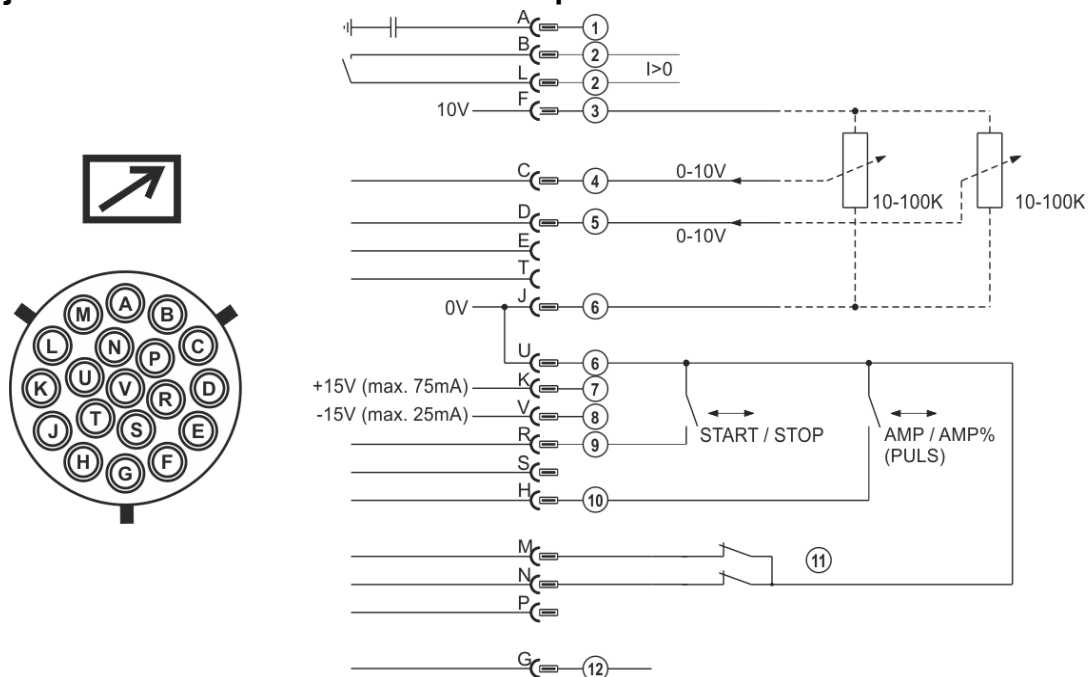 A 1
B 2
L 2
I>0
10V F 3
C 4 0-10V
10-100K 10-100K
D 5
0-10V
E
T
0V J 6
U 6
+15V (max. 75mA) K 7
-15V (max. 25mA) V 8
R 9
START / STOP
AMP / AMP%
(PULS)
S
H 10
M 11
N
P
G 12
A
M B
L N P C
K U V R D
J T S E
H G F